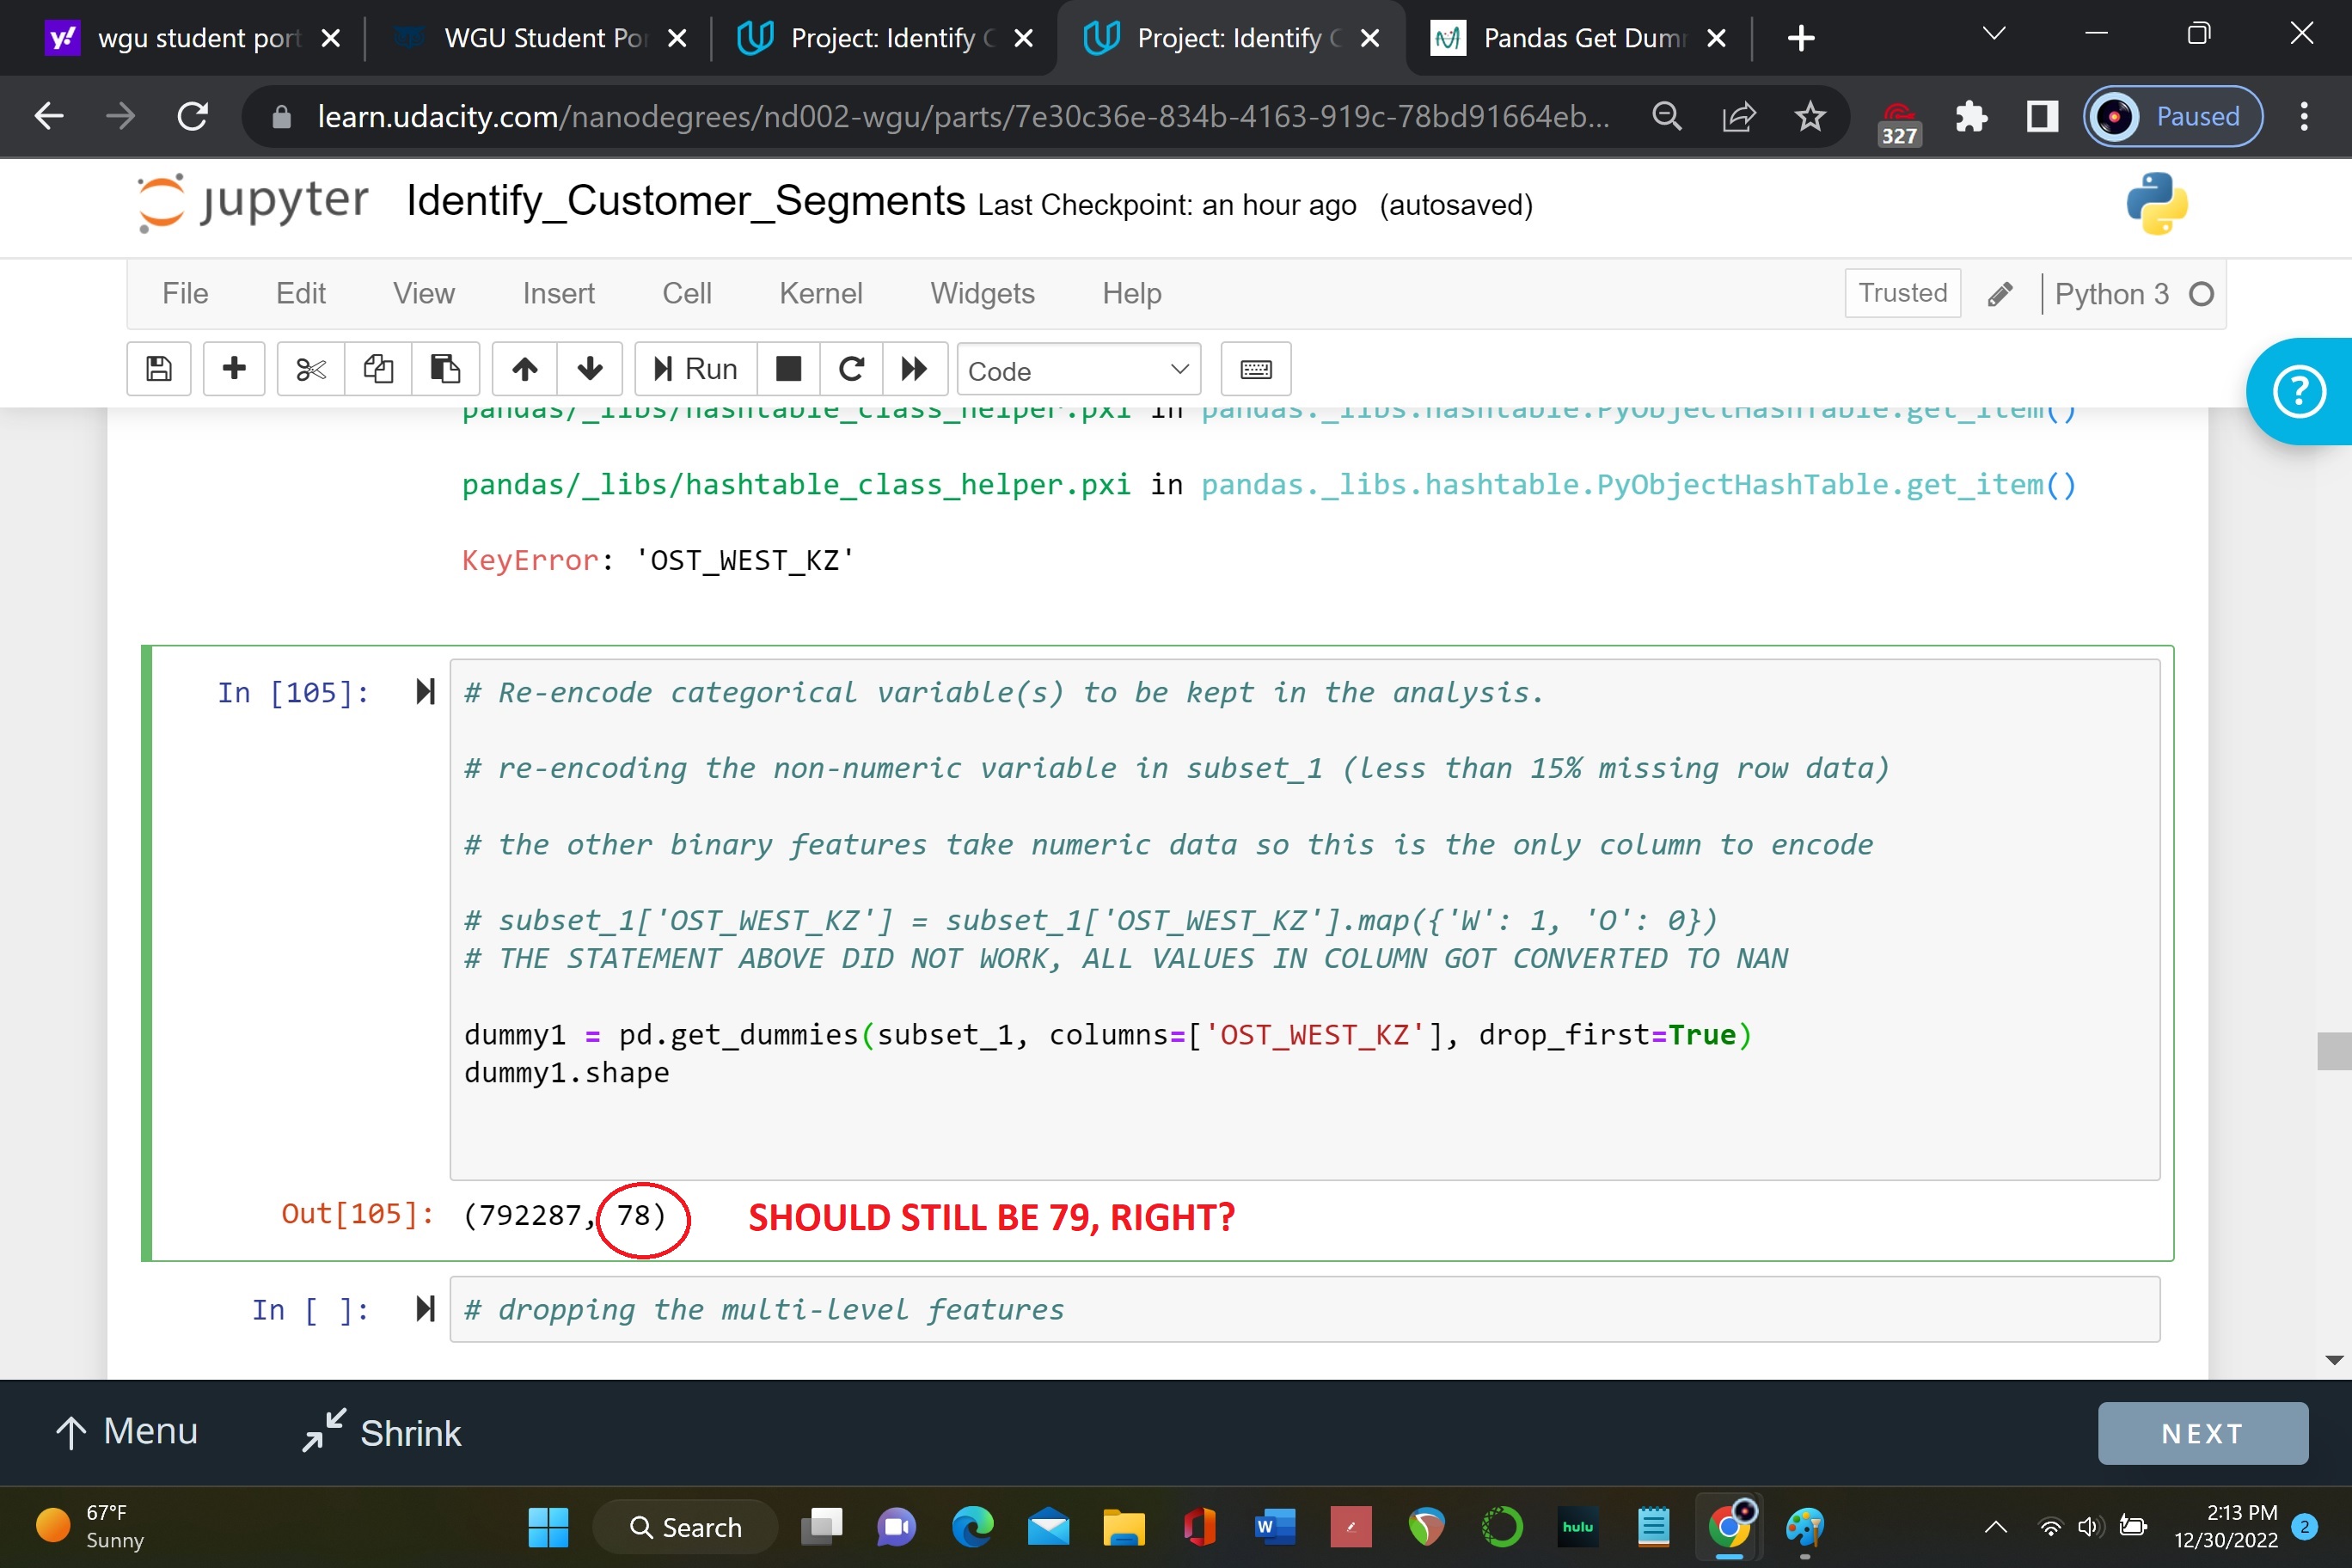 wgu student port
WGU Student Por
Project: Identify C
Project: Identify C
Pandas Get Dum
learn.udacity.com/nanodegrees/nd002-wgu/parts/7e30c36e-834b-4163-919c-78bd91664eb...
327
Paused
jupyter Identify_Customer_Segments Last Checkpoint: an hour ago (autosaved)
File Edit View Insert Cell Kernel Widgets Help Trusted Python 3
Run Code
pandas/_libs/hashtable_class_helper.pxi in pandas._libs.hashtable.PyObjectHashTable.get_item()
pandas/_libs/hashtable_class_helper.pxi in pandas._libs.hashtable.PyObjectHashTable.get_item()
KeyError: 'OST_WEST_KZ'
In [105]: # Re-encode categorical variable(s) to be kept in the analysis.
# re-encoding the non-numeric variable in subset_1 (less than 15% missing row data)
# the other binary features take numeric data so this is the only column to encode
# subset_1['OST_WEST_KZ'] = subset_1['OST_WEST_KZ'].map({'W': 1, 'O': 0})
# THE STATEMENT ABOVE DID NOT WORK, ALL VALUES IN COLUMN GOT CONVERTED TO NAN
dummy1 = pd.get_dummies(subset_1, columns=['OST_WEST_KZ'], drop_first=True)
dummy1.shape
Out[105]: (792287, 78) SHOULD STILL BE 79, RIGHT?
In [ ]: # dropping the multi-level features
Menu Shrink NEXT
67°F
Sunny
Search
hulu
2:13 PM
12/30/2022
2